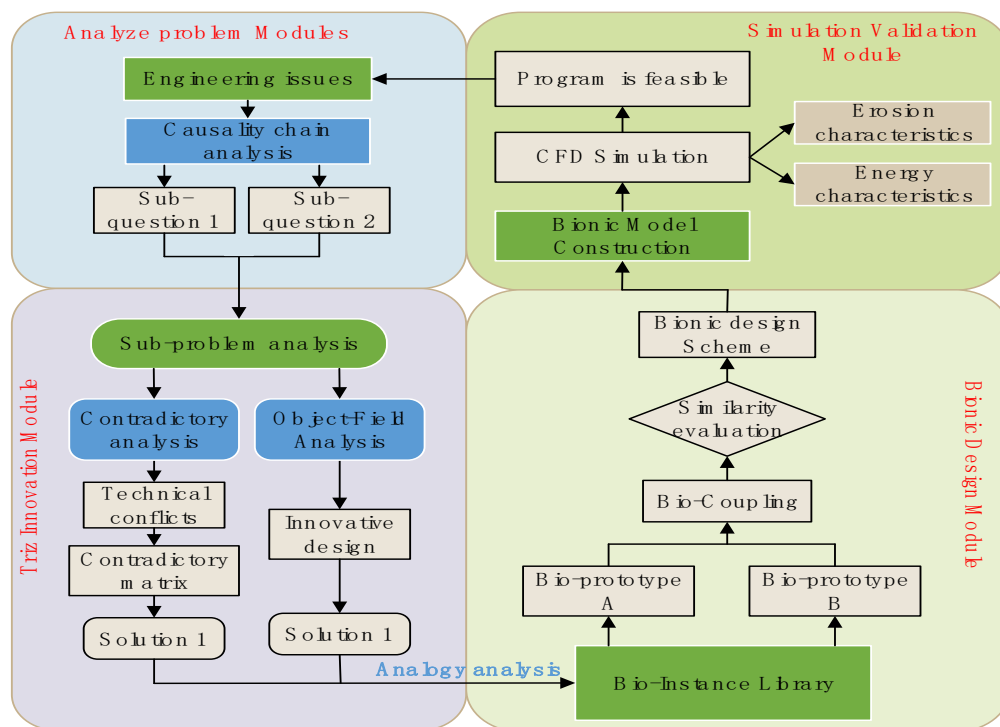 Analyze problem Modules
Engineering issues
Causality chain
analysis
Sub-
question 1
Sub-
question 2
Simulation Validation
Module
Program is feasible
CFD Simulation
Erosion
characteristics
Energy
characteristics
Bionic Model
Construction
Triz Innovation Module
Sub-problem analysis
Contradictory
analysis
Object-Field
Analysis
Technical
conflicts
Contradictory
matrix
Innovative
design
Solution 1
Solution 1
Analogy analysis
Bionic Design Module
Bionic design
Scheme
Similarity
evaluation
Bio-Coupling
Bio-prototype
A
Bio-prototype
B
Bio-Instance Library